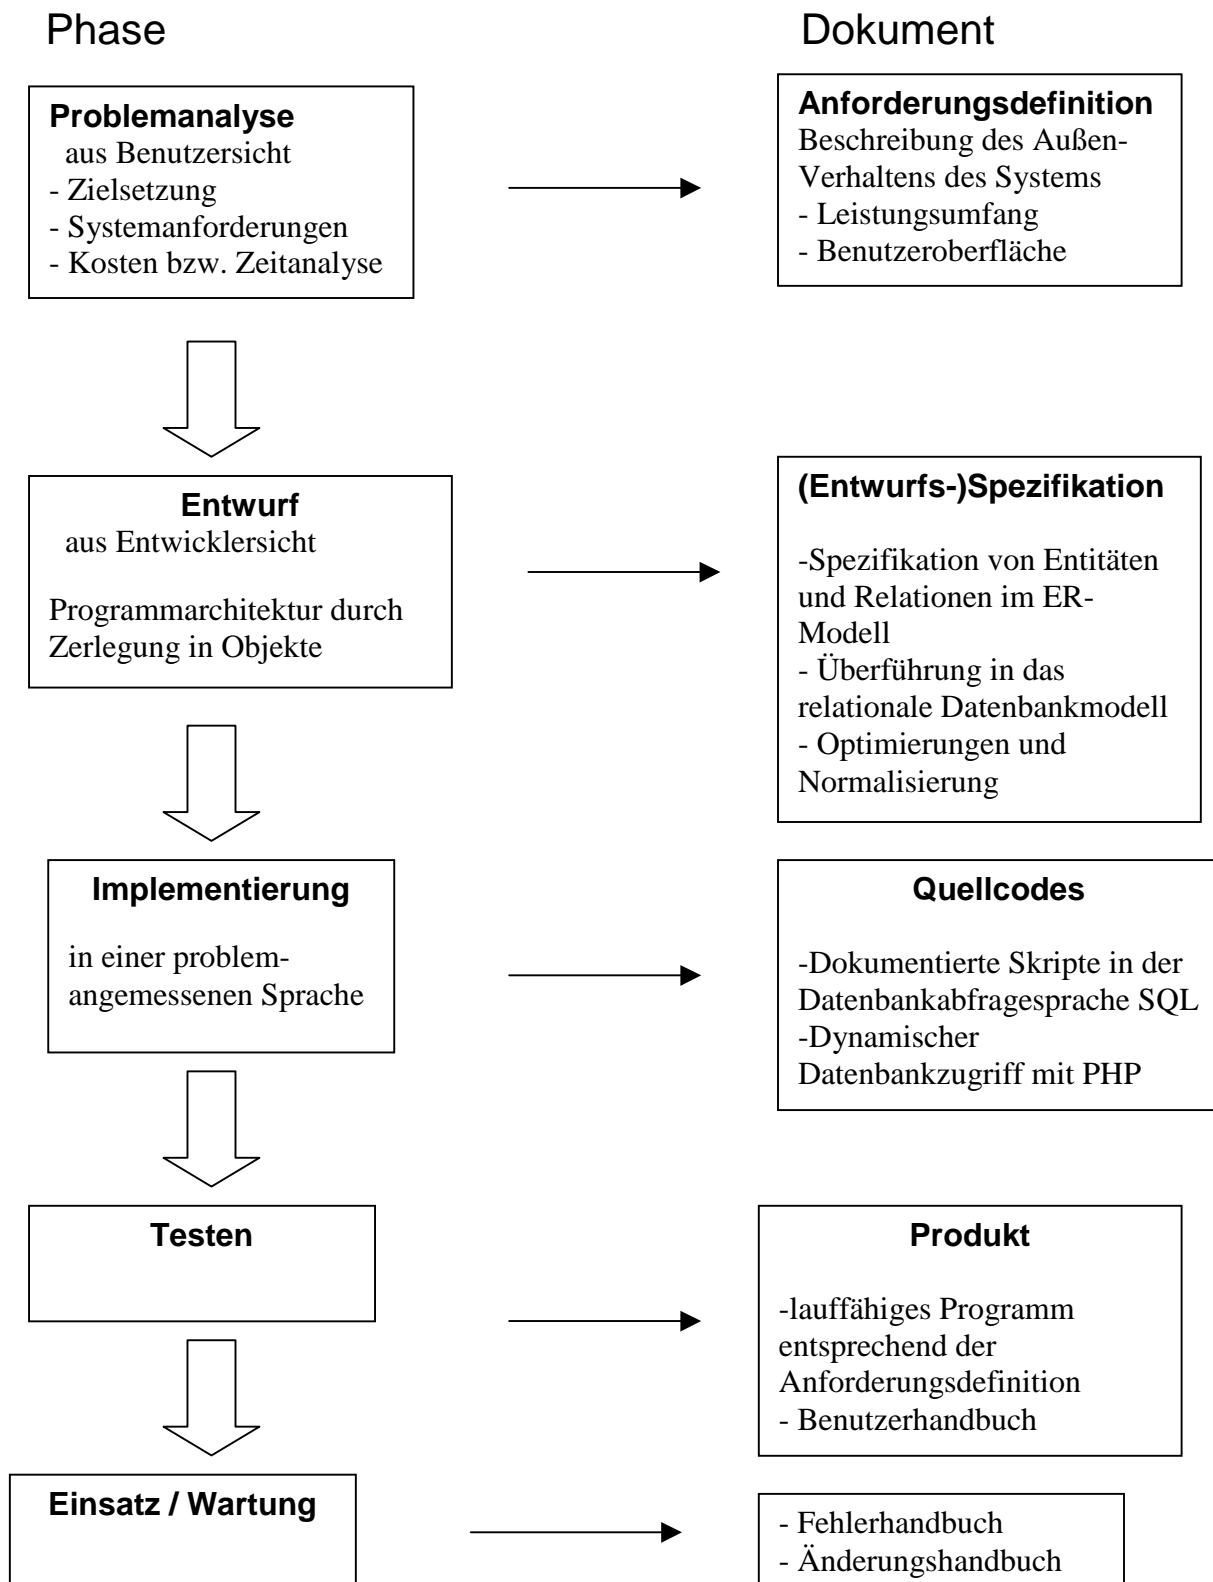 Phase
Dokument
Problemanalyse
aus Benutzersicht
- Zielsetzung
- Systemanforderungen
- Kosten bzw. Zeitanalyse
Anforderungsdefinition
Beschreibung des Außen-
Verhaltens des Systems
- Leistungsumfang
- Benutzeroberfläche
Entwurf
aus Entwicklersicht
Programmarchitektur durch
Zerlegung in Objekte
(Entwurfs-)Spezifikation
-Spezifikation von Entitäten
und Relationen im ER-
Modell
- Überführung in das
relationale Datenbankmodell
- Optimierungen und
Normalisierung
Implementierung
in einer problem-
angemessenen Sprache
Quellcodes
-Dokumentierte Skripte in der
Datenbankabfragesprache SQL
-Dynamischer
Datenbankzugriff mit PHP
Testen
Produkt
-lauffähiges Programm
entsprechend der
Anforderungsdefinition
- Benutzerhandbuch
Einsatz / Wartung
- Fehlerhandbuch
- Änderungshandbuch